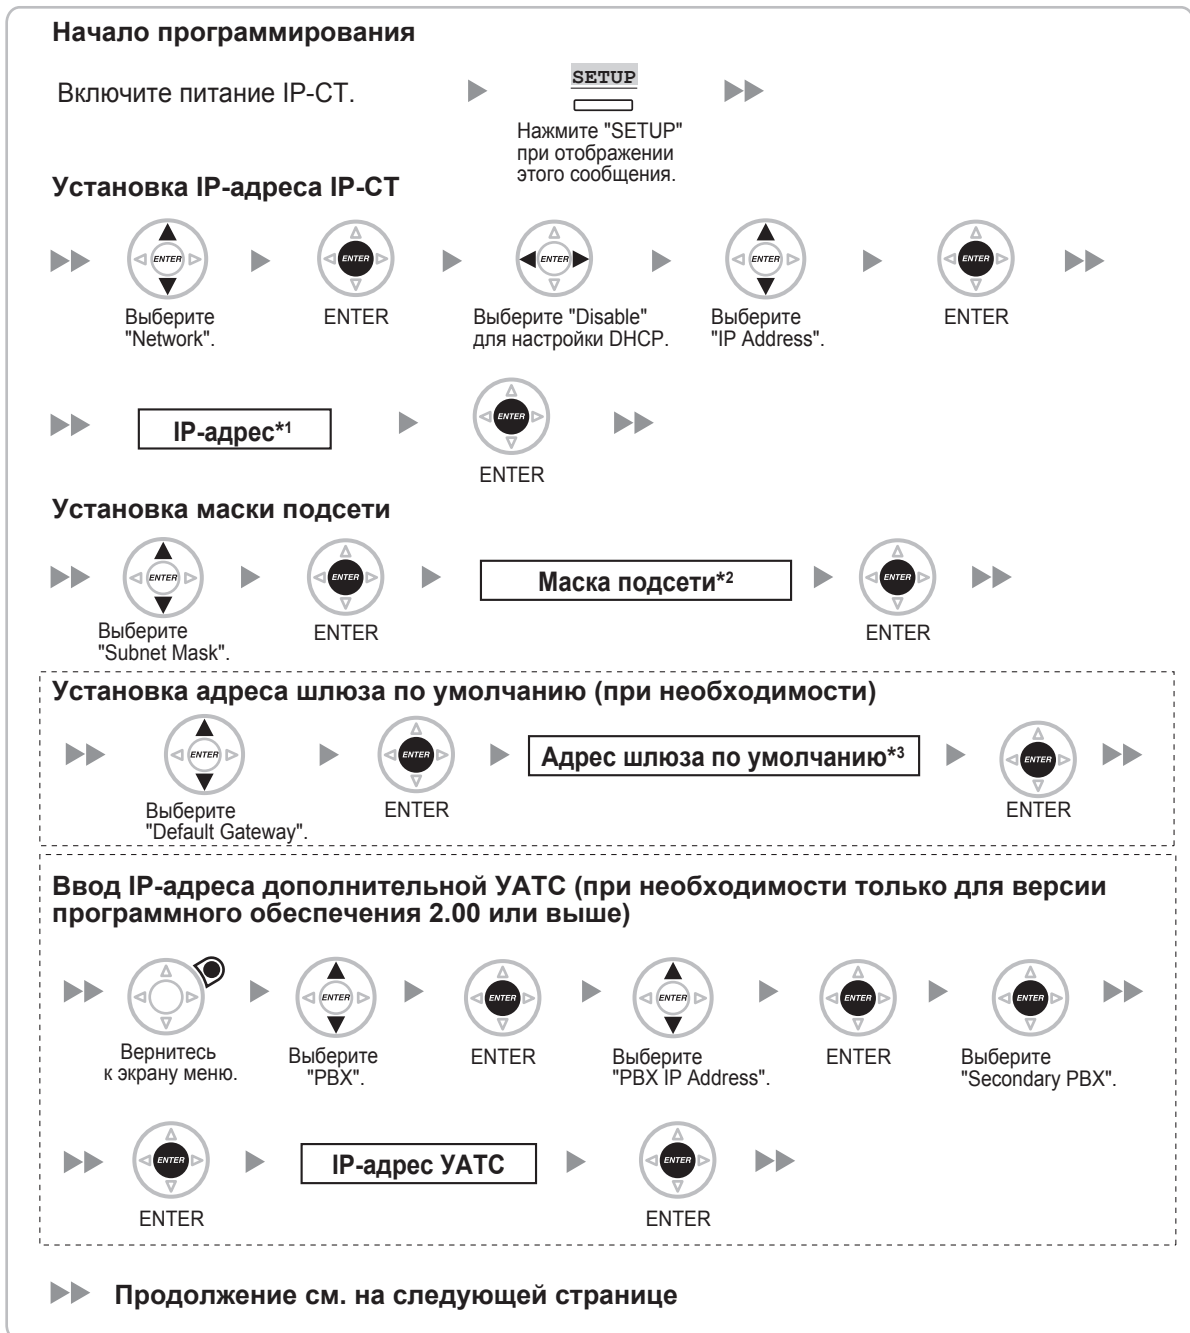 Начало программирования
Включите питание IP-СТ.
SETUP
Нажмите "SETUP"
при отображении
этого сообщения.
Установка IP-адреса IP-СТ
ENTER ENTER ENTER ENTER ENTER
Выберите
"Network".
ENTER
Выберите "Disable"
для настройки DHCP.
Выберите
"IP Address".
ENTER
IP-адрес*1
ENTER
ENTER
Установка маски подсети
ENTER ENTER
Маска подсети*2
ENTER
Выберите
"Subnet Mask".
ENTER
ENTER
Установка адреса шлюза по умолчанию (при необходимости)
ENTER ENTER
Адрес шлюза по умолчанию*3
ENTER
Выберите
"Default Gateway".
ENTER
ENTER
Ввод IP-адреса дополнительной УАТС (при необходимости только для версии
программного обеспечения 2.00 или выше)
ENTER ENTER ENTER ENTER ENTER
Вернитесь
к экрану меню.
Выберите
"PBX".
ENTER
Выберите
"PBX IP Address".
ENTER
Выберите
"Secondary PBX".
ENTER
IP-адрес УАТС
ENTER
ENTER
ENTER
Продолжение см. на следующей странице